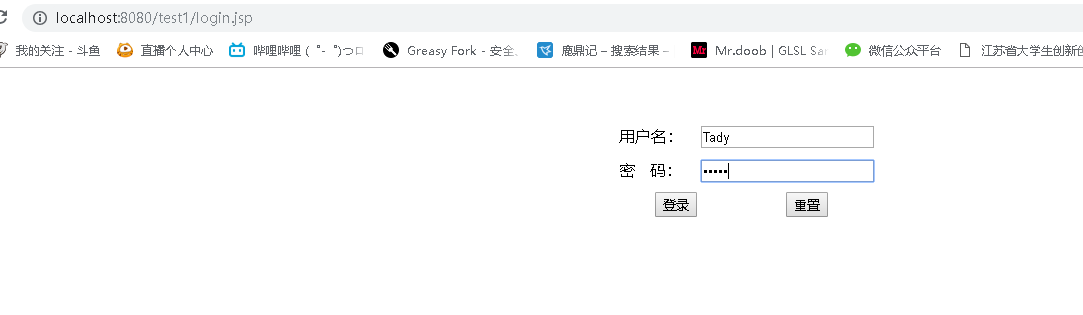 localhost:8080/test1/login.jsp
我的关注 - 斗鱼 直播个人中心 哔哩哔哩 ( ゜- ゜)つロ Greasy Fork - 安全、 鹿鼎记 – 搜索结果 – Mr.doob | GLSL Sa 微信公众平台 江苏省大学生创新创
用户名： Tady
密 码： •••••
登录 重置